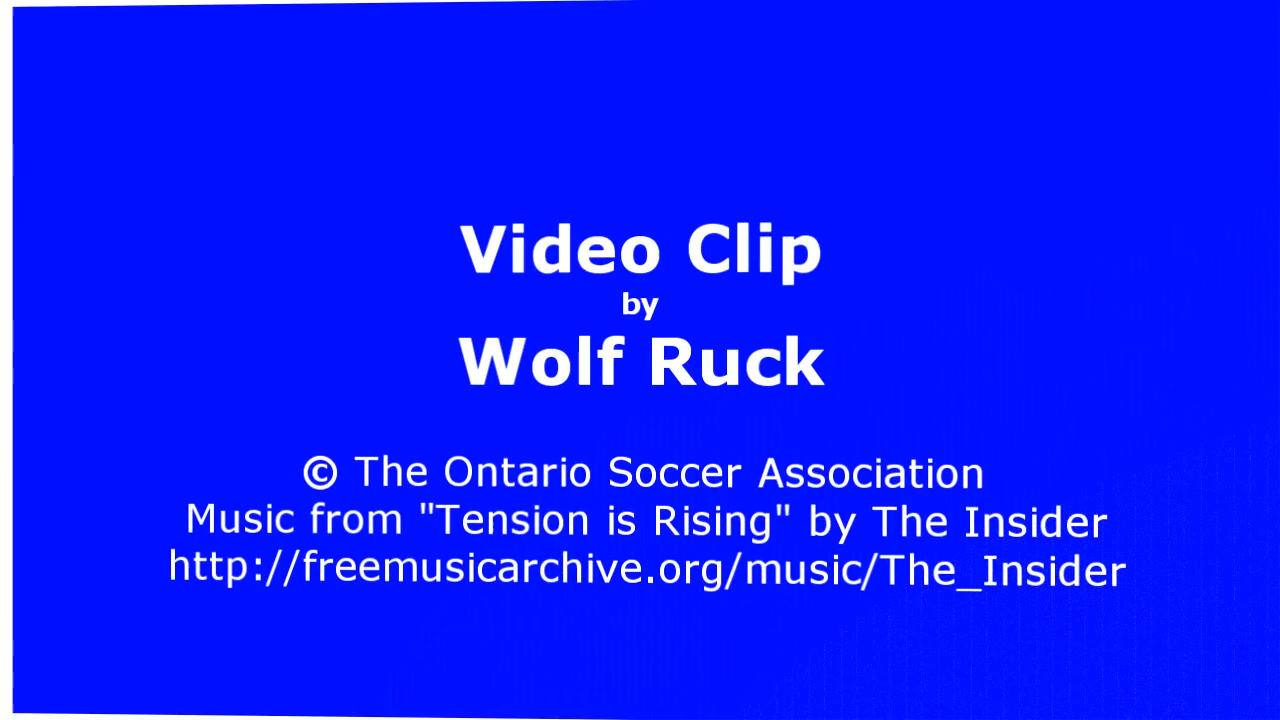 Video Clip
by
Wolf Ruck
© The Ontario Soccer Association
Music from "Tension is Rising" by The Insider
http://freemusicarchive.org/music/The_Insider